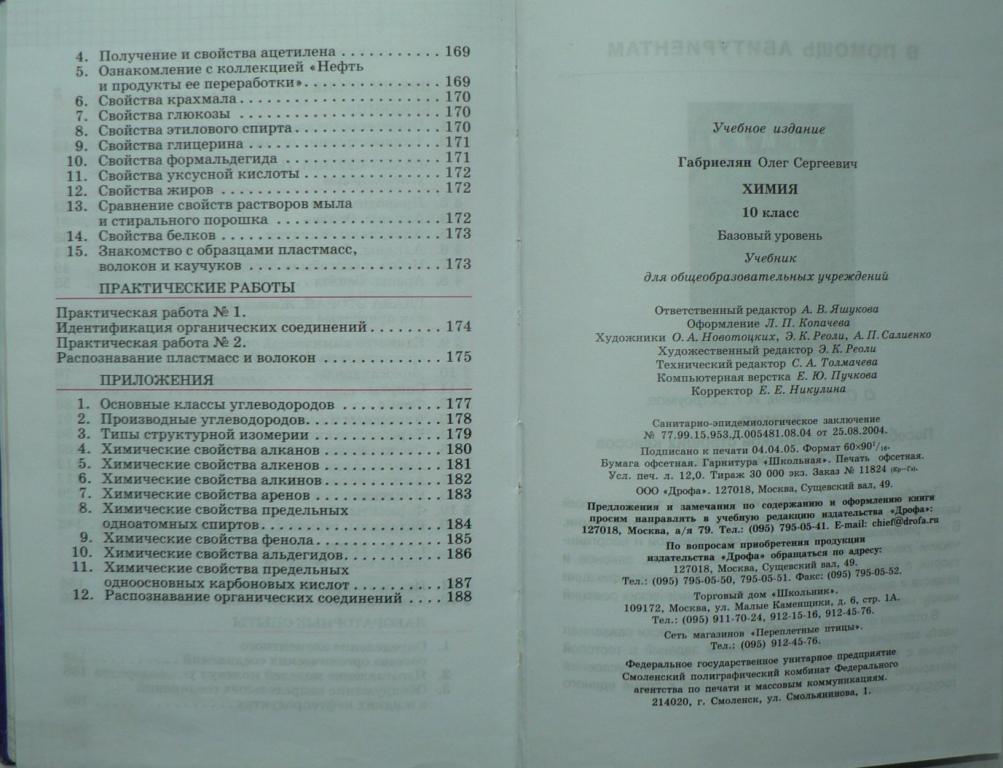 4. Получение и свойства ацетилена . . . . . . . . . . . 169
5. Ознакомление с коллекцией «Нефть
и продукты ее переработки». . . . . . . . . . . . . . . 169
6. Свойства крахмала . . . . . . . . . . . . . . . . . . . . . . 170
7. Свойства глюкозы . . . . . . . . . . . . . . . . . . . . . . 170
8. Свойства этилового спирта . . . . . . . . . . . . . . . . 170
9. Свойства глицерина . . . . . . . . . . . . . . . . . . . . . 171
10. Свойства формальдегида . . . . . . . . . . . . . . . . . 171
11. Свойства уксусной кислоты . . . . . . . . . . . . . . . 172
12. Свойства жиров . . . . . . . . . . . . . . . . . . . . . . . . 172
13. Сравнение свойств растворов мыла
и стирального порошка . . . . . . . . . . . . . . . . . . 172
14. Свойства белков . . . . . . . . . . . . . . . . . . . . . . . . 173
15. Знакомство с образцами пластмасс,
волокон и каучуков . . . . . . . . . . . . . . . . . . . . . 173
ПРАКТИЧЕСКИЕ РАБОТЫ
Практическая работа № 1.
Идентификация органических соединений . . . . . . . . 174
Практическая работа № 2.
Распознавание пластмасс и волокон . . . . . . . . . . . . . 175
ПРИЛОЖЕНИЯ
1. Основные классы углеводородов . . . . . . . . . . . 177
2. Производные углеводородов. . . . . . . . . . . . . . . 178
3. Типы структурной изомерии . . . . . . . . . . . . . . 179
4. Химические свойства алканов . . . . . . . . . . . . . 180
5. Химические свойства алкенов . . . . . . . . . . . . . 181
6. Химические свойства алкинов . . . . . . . . . . . . . 182
7. Химические свойства аренов . . . . . . . . . . . . . . 183
8. Химические свойства предельных
одноатомных спиртов. . . . . . . . . . . . . . . . . . . . 184
9. Химические свойства фенола. . . . . . . . . . . . . . 185
10. Химические свойства альдегидов. . . . . . . . . . . 186
11. Химические свойства предельных
одноосновных карбоновых кислот . . . . . . . . . . 187
12. Распознавание органических соединений . . . . 188
Учебное издание
Габриелян Олег Сергеевич
ХИМИЯ
10 класс
Базовый уровень
Учебник
для общеобразовательных учреждений
Ответственный редактор А. В. Яшукова
Оформление Л. П. Копачева
Художники О. А. Новотоцких, Э. К. Реоли, А. П. Салиенко
Художественный редактор Э. К. Реоли
Технический редактор С. А. Толмачева
Компьютерная верстка Е. Ю. Пучкова
Корректор Е. Е. Никулина
Санитарно-эпидемиологическое заключение
№ 77.99.15.953.Д.005481.08.04 от 25.08.2004.
Подписано к печати 04.04.05. Формат 60×90 1/16.
Бумага офсетная. Гарнитура «Школьная». Печать офсетная.
Усл. печ. л. 12,0. Тираж 30 000 экз. Заказ № 11824 (Кр–Гз).
ООО «Дрофа». 127018, Москва, Сущевский вал, 49.
Предложения и замечания по содержанию и оформлению книги
просим направлять в учебную редакцию издательства «Дрофа»:
127018, Москва, а/я 79. Тел.: (095) 795-05-41. E-mail: chief@drofa.ru
По вопросам приобретения продукции
издательства «Дрофа» обращаться по адресу:
127018, Москва, Сущевский вал, 49.
Тел.: (095) 795-05-50, 795-05-51. Факс: (095) 795-05-52.
Торговый дом «Школьник».
109172, Москва, ул. Малые Каменщики, д. 6, стр. 1А.
Тел.: (095) 911-70-24, 912-15-16, 912-45-76.
Сеть магазинов «Переплетные птицы».
Тел.: (095) 912-45-76.
Федеральное государственное унитарное предприятие
Смоленский полиграфический комбинат Федерального
агентства по печати и массовым коммуникациям.
214020, г. Смоленск, ул. Смольянинова, 1.